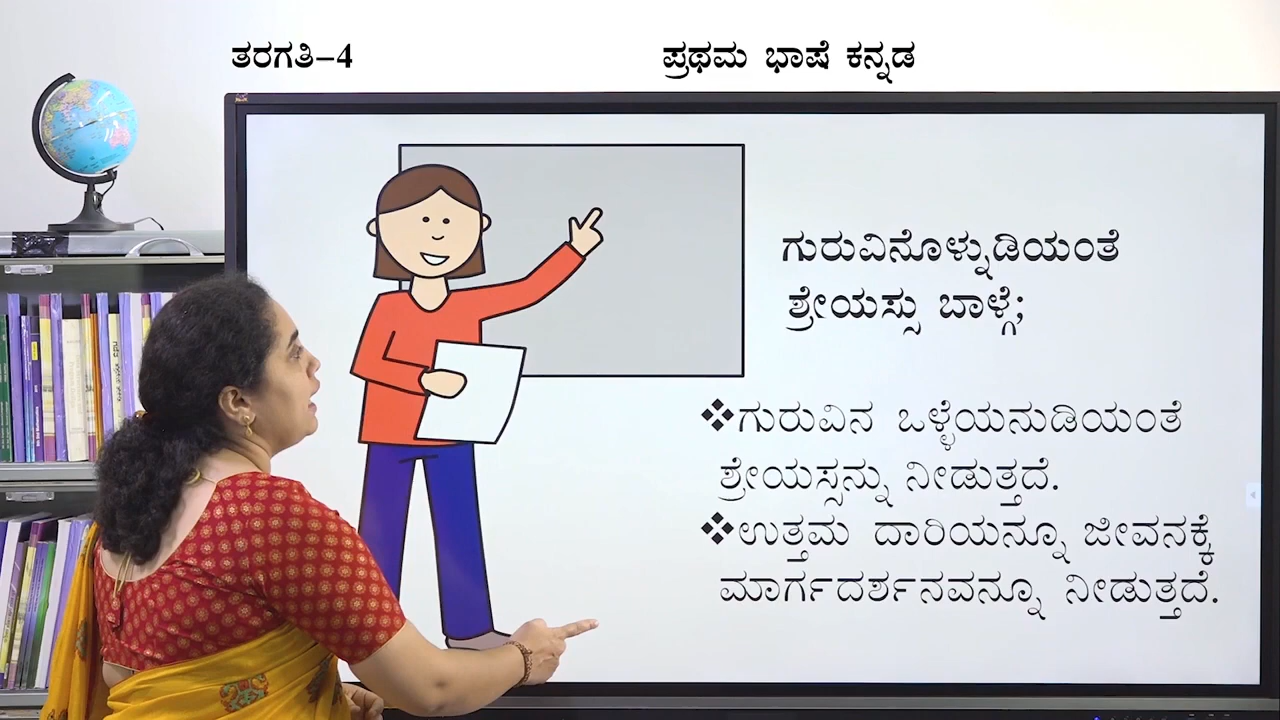 ತರಗತಿ-4
ಪ್ರಥಮ ಭಾಷೆ ಕನ್ನಡ
ಗುರುವಿನೊಳ್ನುಡಿಯಂತೆ
ಶ್ರೇಯಸ್ಸು ಬಾಳ್ಗೆ;
❖ಗುರುವಿನ ಒಳ್ಳೆಯನುಡಿಯಂತೆ
ಶ್ರೇಯಸ್ಸನ್ನು ನೀಡುತ್ತದೆ.
❖ಉತ್ತಮ ದಾರಿಯನ್ನೂ ಜೀವನಕ್ಕೆ
ಮಾರ್ಗದರ್ಶನವನ್ನೂ ನೀಡುತ್ತದೆ.